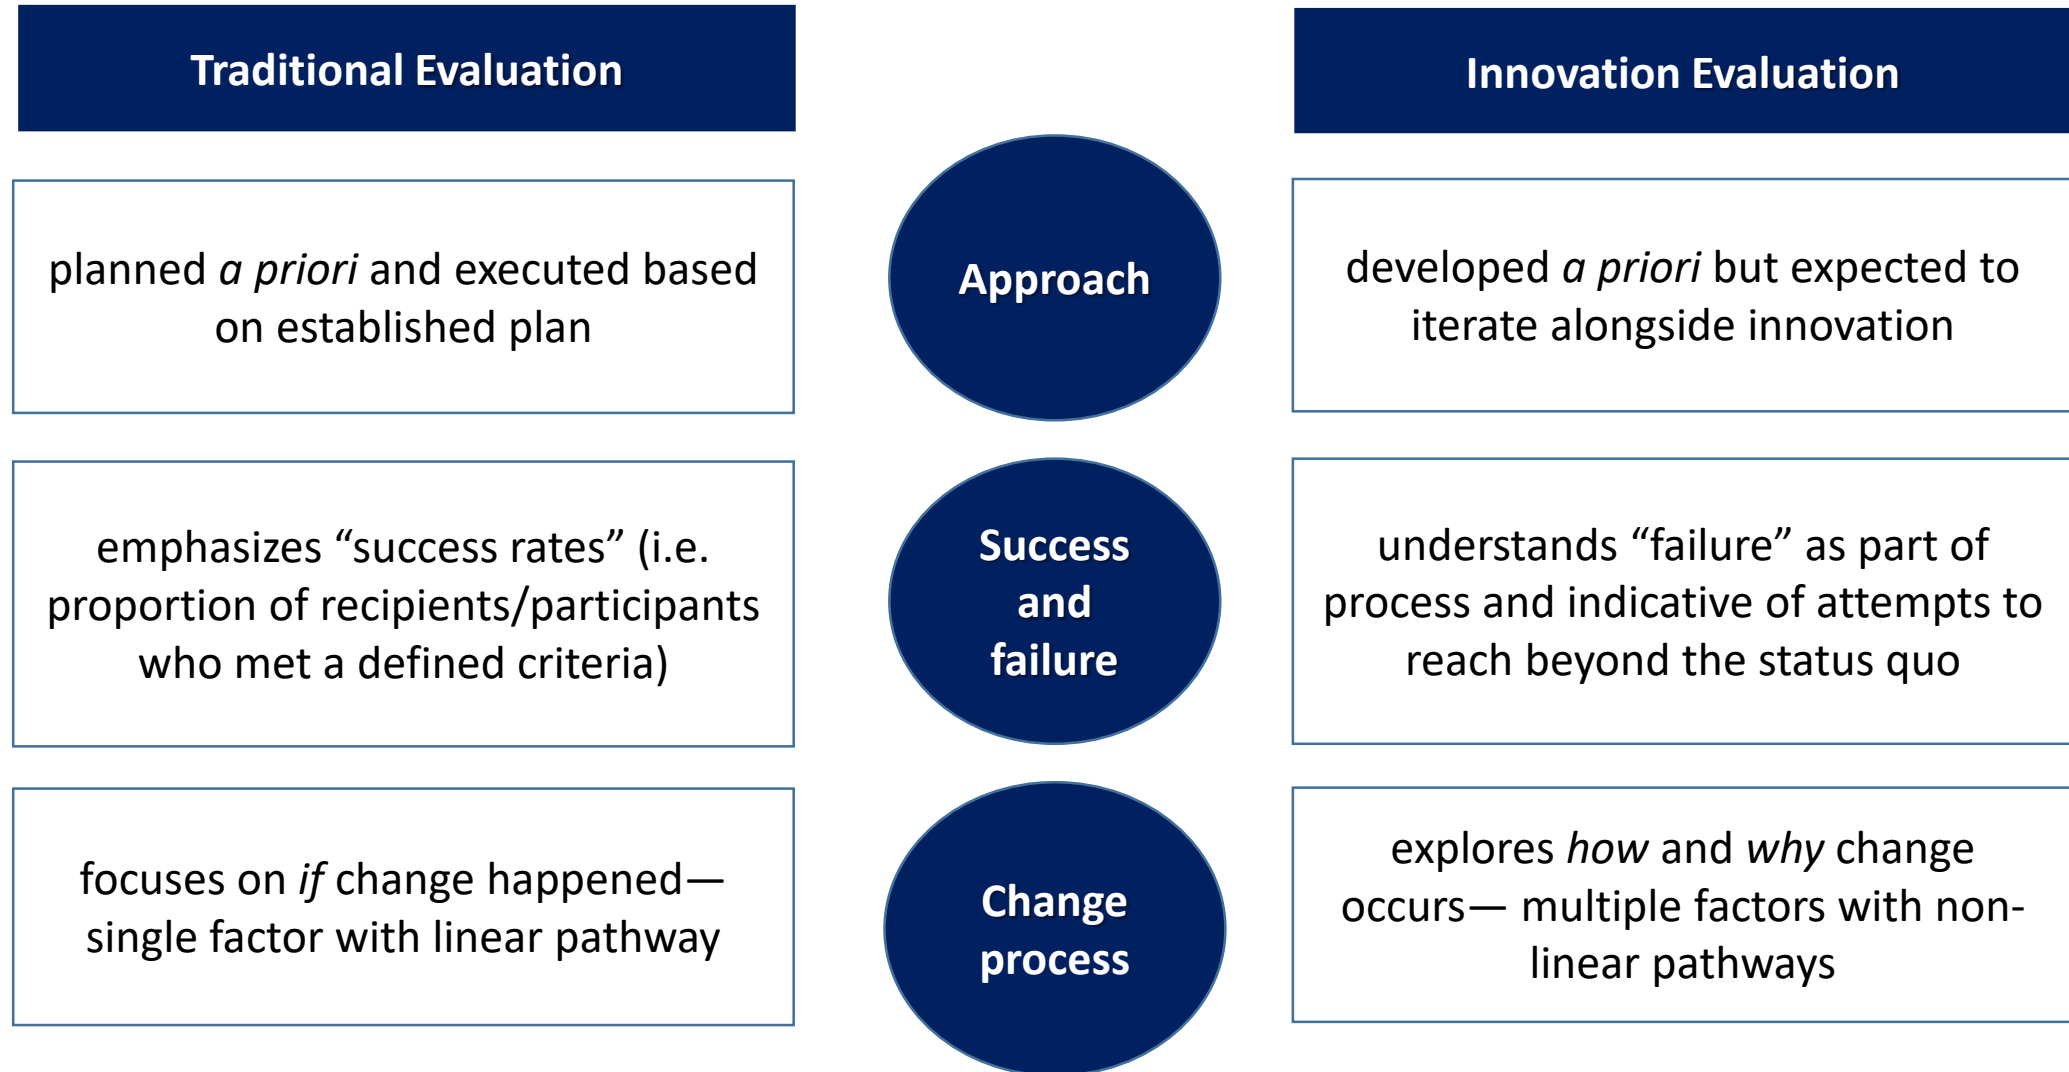 Traditional Evaluation
Innovation Evaluation
planned a priori and executed based
on established plan
Approach
developed a priori but expected to
iterate alongside innovation
emphasizes “success rates” (i.e.
proportion of recipients/participants
who met a defined criteria)
Success
and
failure
understands “failure” as part of
process and indicative of attempts to
reach beyond the status quo
focuses on if change happened—
single factor with linear pathway
Change
process
explores how and why change
occurs— multiple factors with non-
linear pathways